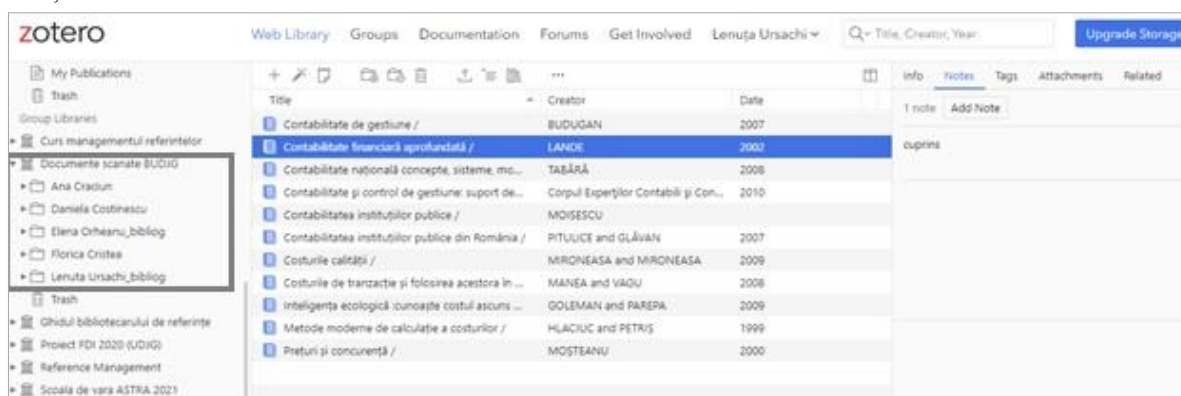 zotero
Web Library Groups Documentation Forums Get Involved Lenuța Ursachi Title, Creator, Year Upgrade Storage
My Publications
Trash
Group Libraries
Curs managementul referintelor
Documente scanate BUDJG
Ana Craciun
Daniela Costinescu
Elena Orheanu_bibliog
Florica Cristea
Lenuta Ursachi_bibliog
Trash
Ghidul bibliotecarului de referințe
Proiect FDI 2020 (UDJG)
Reference Management
Scoala de vara ASTRA 2021
Title Creator Date
Contabilitate de gestiune / BUDUGAN 2007
Contabilitate financiară aprofundată / LANDE 2002
Contabilitate națională concepte, sisteme, mo... TABĂRĂ 2008
Contabilitate și control de gestiune: suport de... Corpul Experților Contabili și Con... 2010
Contabilitatea instituțiilor publice / MOISESCU
Contabilitatea instituțiilor publice din România / PITULICE and GLĂVAN 2007
Costurile calității / MIRONEASA and MIRONEASA 2009
Costurile de tranzacție și folosirea acestora în ... MANEA and VAGU 2008
Inteligența ecologică :cunoaște costul ascuns ... GOLEMAN and PAREPA 2009
Metode moderne de calculație a costurilor / HLACIUC and PETRIȘ 1999
Prețuri și concurență / MOȘTEANU 2000
Info Notes Tags Attachments Related
1 note Add Note
cuprins